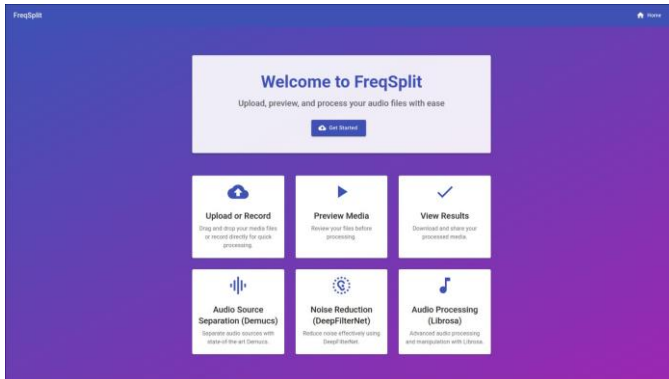 FreqSplit
Home
Welcome to FreqSplit
Upload, preview, and process your audio files with ease
Get Started
Upload or Record
Drag and drop your media files
or record directly for quick
processing.
Preview Media
Review your files before
processing.
View Results
Download and share your
processed media.
Audio Source
Separation (Demucs)
Separate audio sources with
state-of-the-art Demucs.
Noise Reduction
(DeepFilterNet)
Reduce noise effectively using
DeepFilterNet.
Audio Processing
(Librosa)
Advanced audio processing
and manipulation with Librosa.